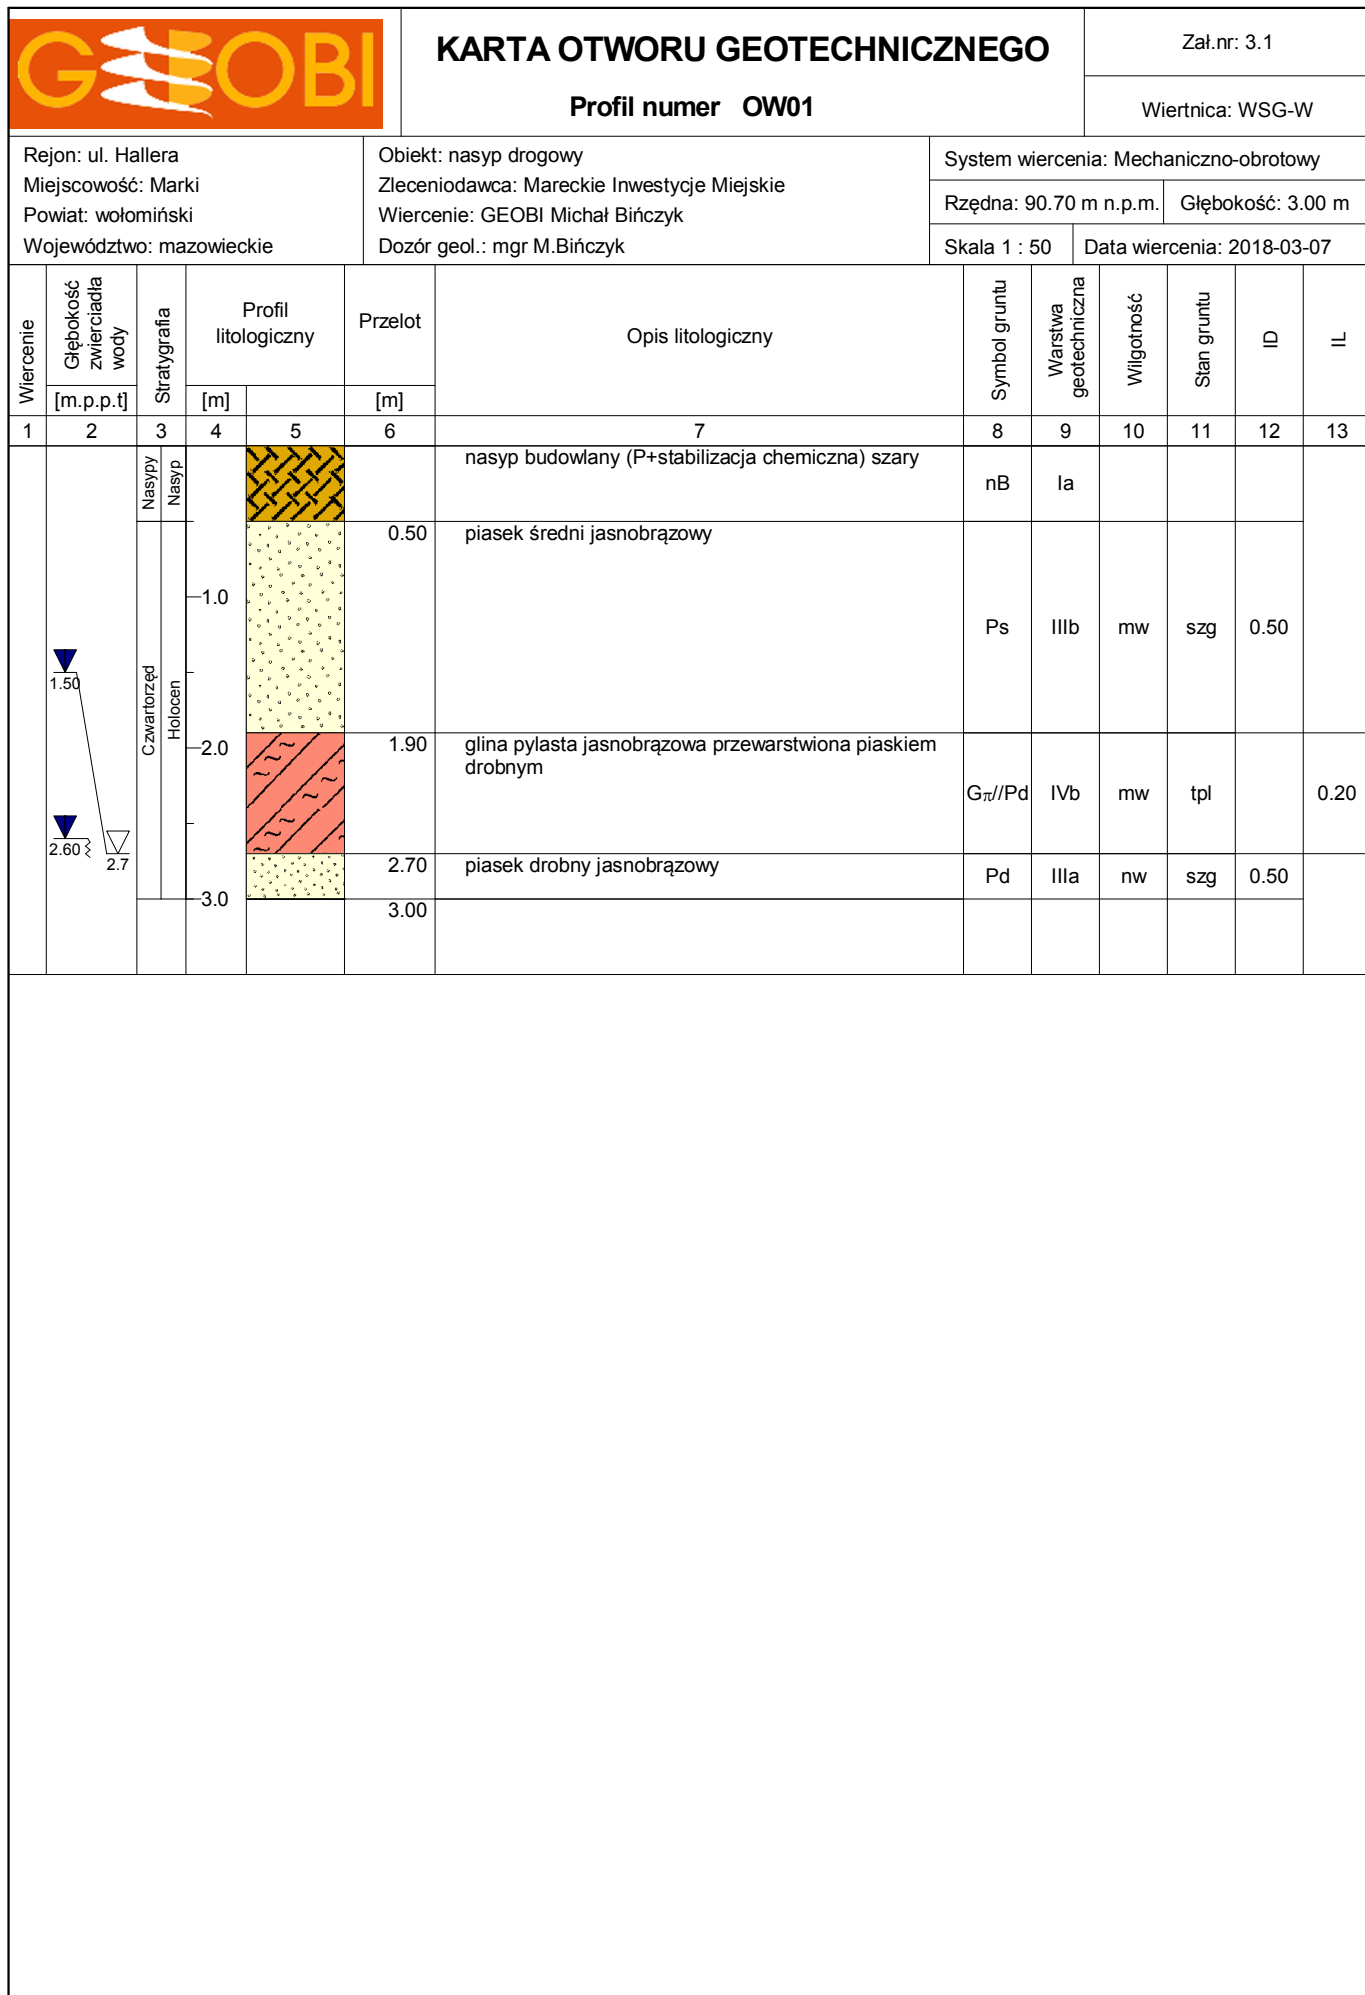 GEOBI
KARTA OTWORU GEOTECHNICZNEGO
Profil numer OW01
Zał.nr: 3.1
Wiertnica: WSG-W
Rejon: ul. Hallera
Miejscowość: Marki
Powiat: wołomiński
Województwo: mazowieckie
Obiekt: nasyp drogowy
Zleceniodawca: Mareckie Inwestycje Miejskie
Wiercenie: GEOBI Michał Bińczyk
Dozór geol.: mgr M.Bińczyk
System wiercenia: Mechaniczno-obrotowy
Rzędna: 90.70 m n.p.m. Głębokość: 3.00 m
Skala 1 : 50 Data wiercenia: 2018-03-07
Wiercenie
Głębokość
zwierciadła
wody
[m.p.p.t]
Stratygrafia
Profil
litologiczny
[m]
Przelot
[m]
Opis litologiczny
Symbol gruntu
Warstwa
geotechniczna
Wilgotność
Stan gruntu
ID
IL
1 2 3 4 5 6 7 8 9 10 11 12 13
Nasypy
Nasyp
nasyp budowlany (P+stabilizacja chemiczna) szary
nB Ia
0.50 piasek średni jasnobrązowy
1.0
Ps IIIb mw szg 0.50
1.50
Czwartorzęd
Holocen
2.0
1.90 glina pylasta jasnobrązowa przewarstwiona piaskiem
drobnym
Gπ//Pd IVb mw tpl 0.20
2.60
2.7
2.70 piasek drobny jasnobrązowy
Pd IIIa nw szg 0.50
3.0
3.00